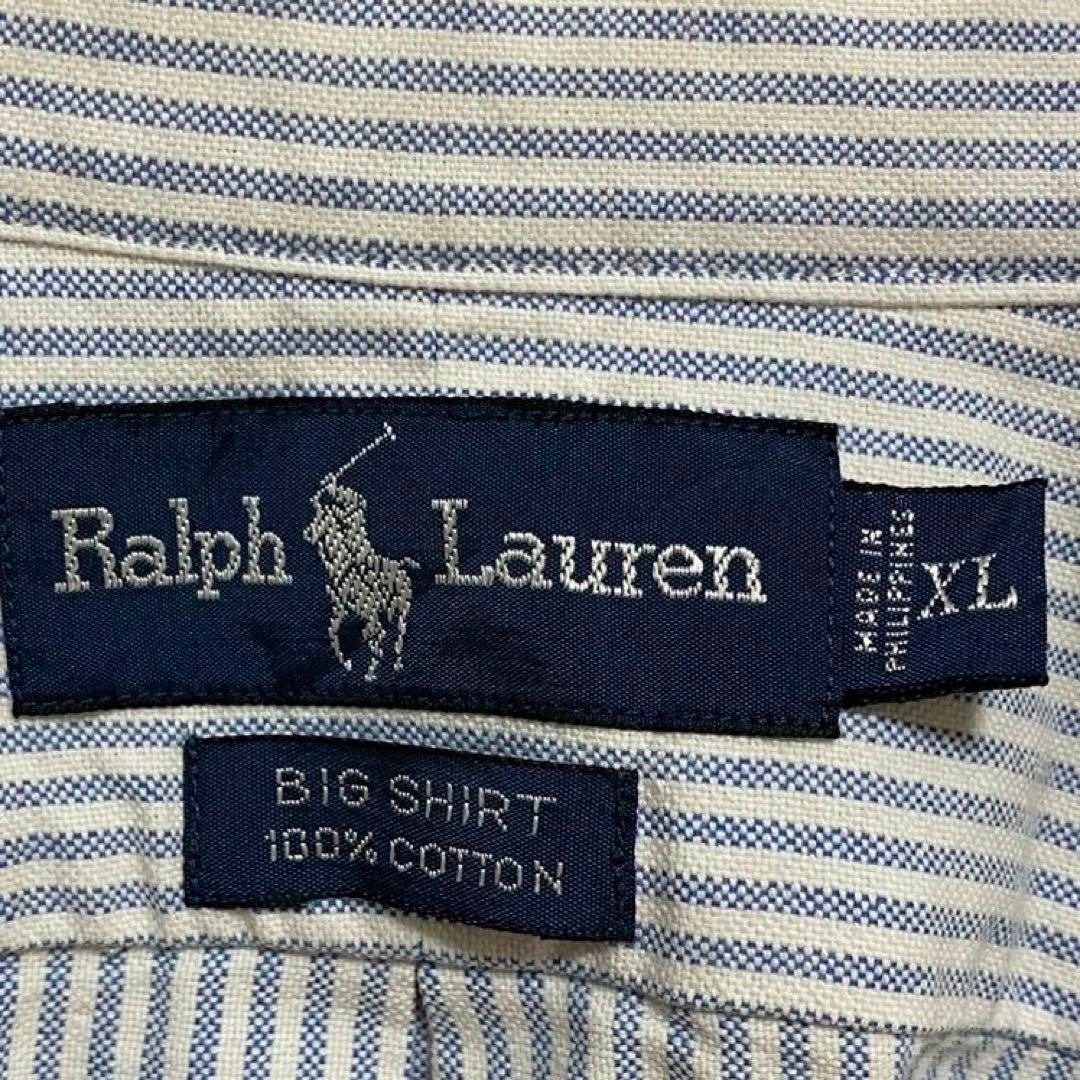 Ralph Lauren
MADE IN
PHILIPPINES
XL
BIG SHIRT
100% COTTON